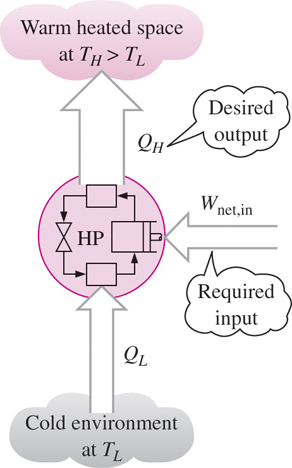 Warm heated space
at T_H > T_L
Desired
output
Q_H
W_net,in
HP
Required
input
Q_L
Cold environment
at T_L